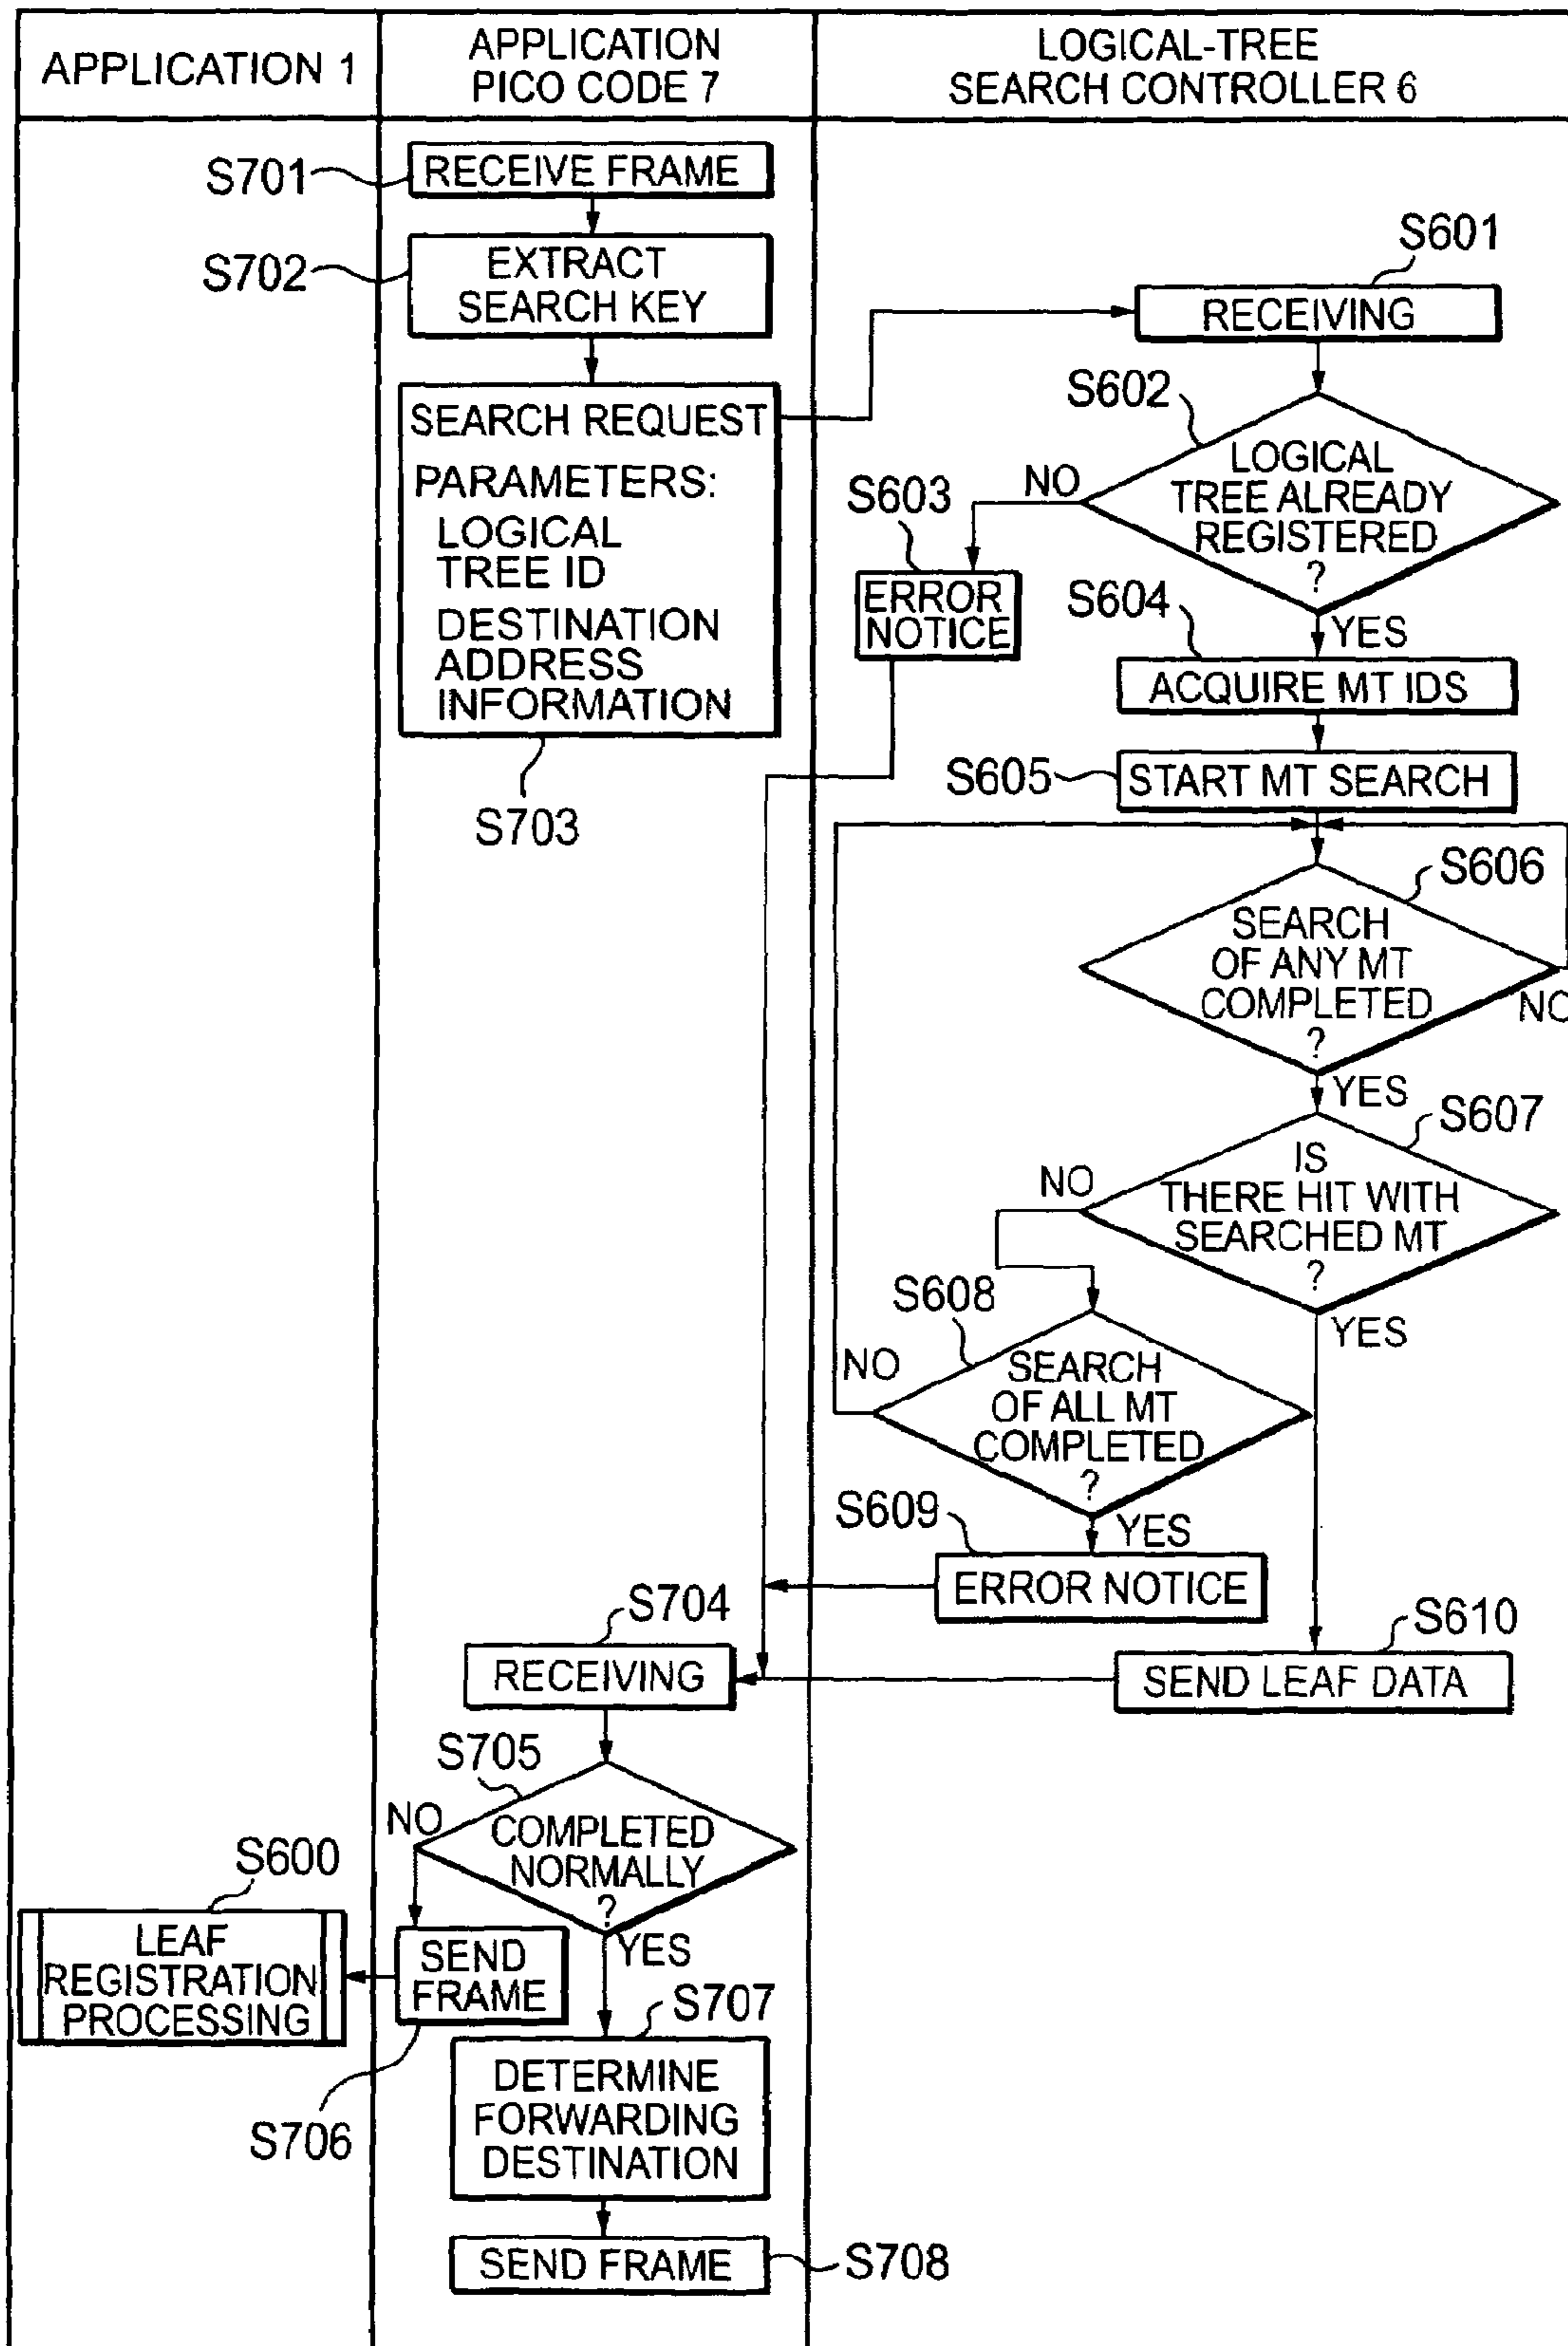 APPLICATION 1
APPLICATION
PICO CODE 7
LOGICAL-TREE
SEARCH CONTROLLER 6
S701
RECEIVE FRAME
S702
EXTRACT
SEARCH KEY
SEARCH REQUEST
PARAMETERS:
LOGICAL
TREE ID
DESTINATION
ADDRESS
INFORMATION
S703
S601
RECEIVING
S602
LOGICAL
TREE ALREADY
REGISTERED
?
NO
YES
S603
ERROR
NOTICE
S604
ACQUIRE MT IDS
S605
START MT SEARCH
S606
SEARCH
OF ANY MT
COMPLETED
?
NO
YES
S607
IS
THERE HIT WITH
SEARCHED MT
?
NO
YES
S608
SEARCH
OF ALL MT
COMPLETED
?
NO
YES
S609
ERROR NOTICE
S610
SEND LEAF DATA
S704
RECEIVING
S705
COMPLETED
NORMALLY
?
NO
YES
S600
LEAF
REGISTRATION
PROCESSING
SEND
FRAME
S706
S707
DETERMINE
FORWARDING
DESTINATION
SEND FRAME
S708